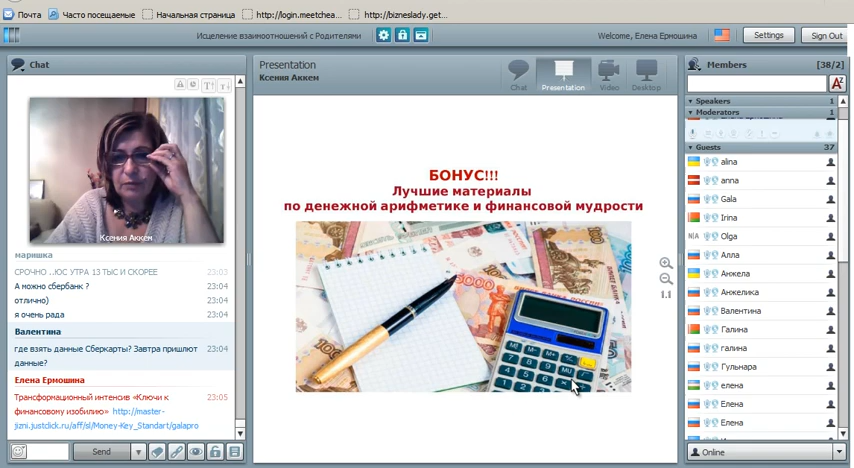 Почта
Часто посещаемые
Начальная страница
http://login.meetchea...
http://bizneslady.get...
Исцеление взаимоотношений с Родителями
Welcome, Елена Ермошина
Settings
Sign Out
Chat
Ксения Аккем
маришка
СРОЧНО ..ЮС УТРА 13 ТЫС И СКОРЕЕ 23:03
А можно сбербанк ? 23:04
отлично) 23:04
я очень рада 23:04
Валентина
где взять данные Сберкарты? Завтра пришлют 23:04
данные?
Елена Ермошина
Трансформационный интенсив «Ключи к 23:05
финансовому изобилию» http://master-
jizni.justclick.ru/aff/sl/Money-Key_Standart/galapro
Send
Presentation
Ксения Аккем
Chat
Presentation
Video
Desktop
БОНУС!!!
Лучшие материалы
по денежной арифметике и финансовой мудрости
1.1
Members [38/2]
Speakers 1
Moderators 1
Guests 37
alina
anna
Gala
Irina
N/A Olga
Алла
Анжела
Анжелика
Валентина
Галина
галина
Гульнара
елена
Елена
Елена
Online